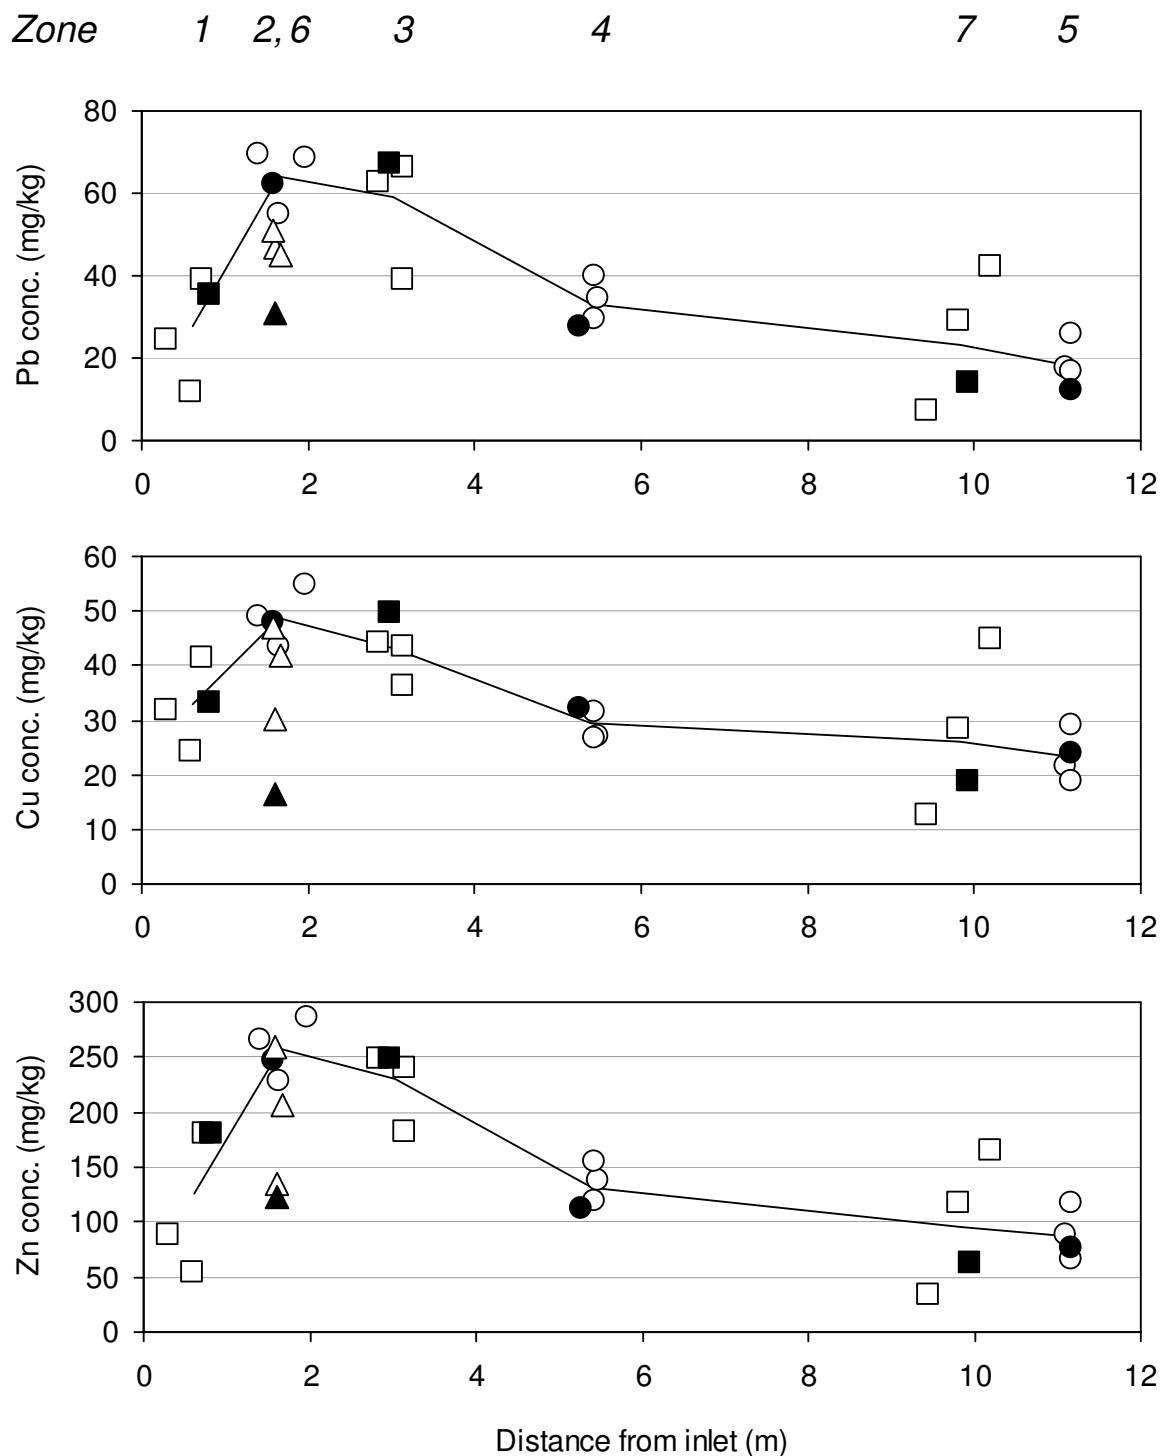 Zone 1 2, 6 3 4 7 5
Pb conc. (mg/kg)
80
60
40
20
0
0 2 4 6 8 10 12
Cu conc. (mg/kg)
60
50
40
30
20
10
0
0 2 4 6 8 10 12
Zn conc. (mg/kg)
300
250
200
150
100
50
0
0 2 4 6 8 10 12
Distance from inlet (m)